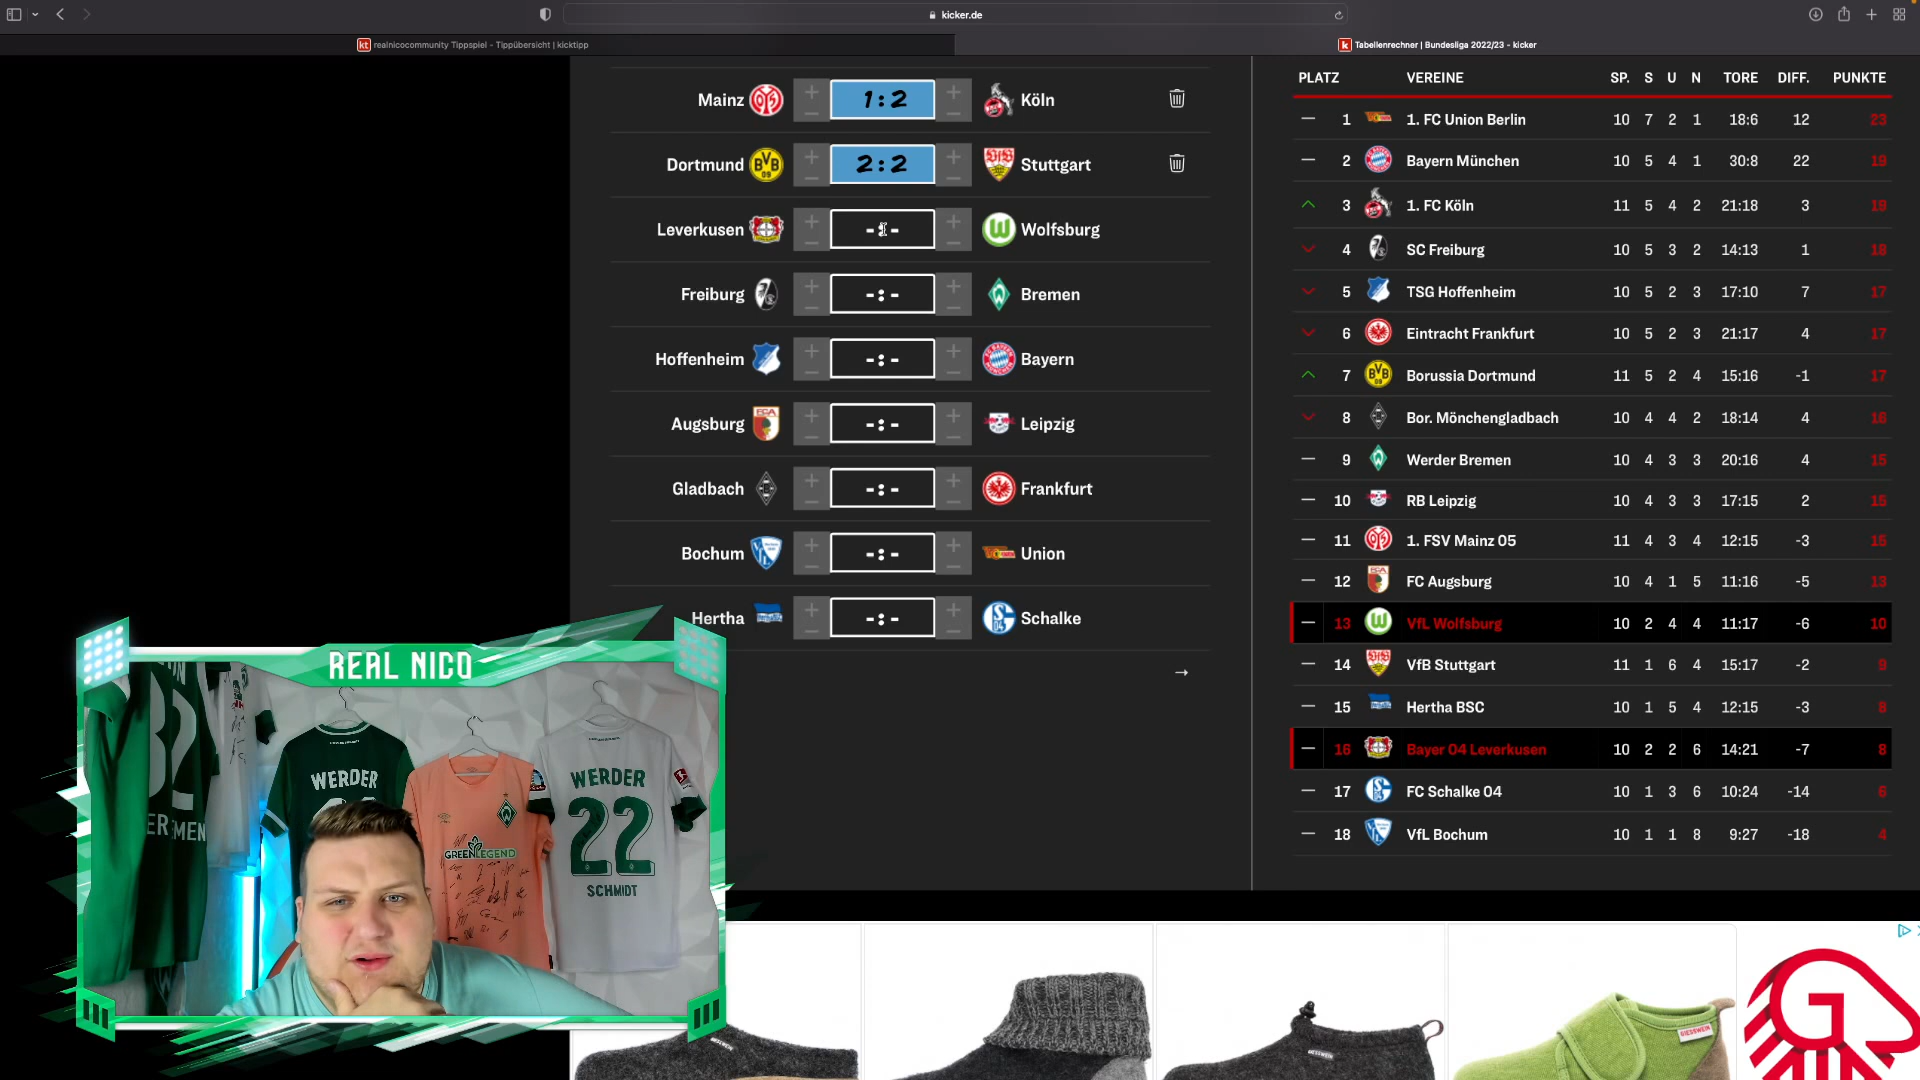 kicker.de
kt realnicocommunity Tippspiel - Tippübersicht | kicktipp
k Tabellenrechner | Bundesliga 2022/23 - kicker
Mainz 1:2 Köln
Dortmund 2:2 Stuttgart
Leverkusen -:- Wolfsburg
Freiburg -:- Bremen
Hoffenheim -:- Bayern
Augsburg -:- Leipzig
Gladbach -:- Frankfurt
Bochum -:- Union
Hertha -:- Schalke
→
PLATZ VEREINE SP. S U N TORE DIFF. PUNKTE
1 1. FC Union Berlin 10 7 2 1 18:6 12 23
2 Bayern München 10 5 4 1 30:8 22 19
3 1. FC Köln 11 5 4 2 21:18 3 19
4 SC Freiburg 10 5 3 2 14:13 1 18
5 TSG Hoffenheim 10 5 2 3 17:10 7 17
6 Eintracht Frankfurt 10 5 2 3 21:17 4 17
7 Borussia Dortmund 11 5 2 4 15:16 -1 17
8 Bor. Mönchengladbach 10 4 4 2 18:14 4 16
9 Werder Bremen 10 4 3 3 20:16 4 15
10 RB Leipzig 10 4 3 3 17:15 2 15
11 1. FSV Mainz 05 11 4 3 4 12:15 -3 15
12 FC Augsburg 10 4 1 5 11:16 -5 13
13 VfL Wolfsburg 10 2 4 4 11:17 -6 10
14 VfB Stuttgart 11 1 6 4 15:17 -2 9
15 Hertha BSC 10 1 5 4 12:15 -3 8
16 Bayer 04 Leverkusen 10 2 2 6 14:21 -7 8
17 FC Schalke 04 10 1 3 6 10:24 -14 6
18 VfL Bochum 10 1 1 8 9:27 -18 4
REAL NICO
32
WERDER
GREENLEGEND
WERDER
22
SCHMIDT
GIESSWEIN
GIESSWEIN
GIESSWEIN
G